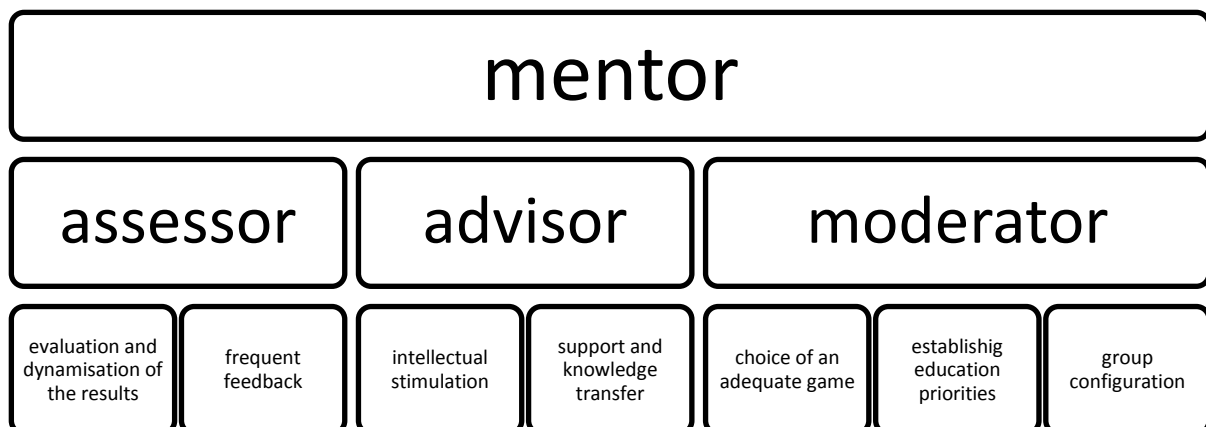 mentor
assessor
advisor
moderator
evaluation and
dynamisation of
the results
frequent
feedback
intellectual
stimulation
support and
knowledge
transfer
choice of an
adequate game
establishig
education
priorities
group
configuration